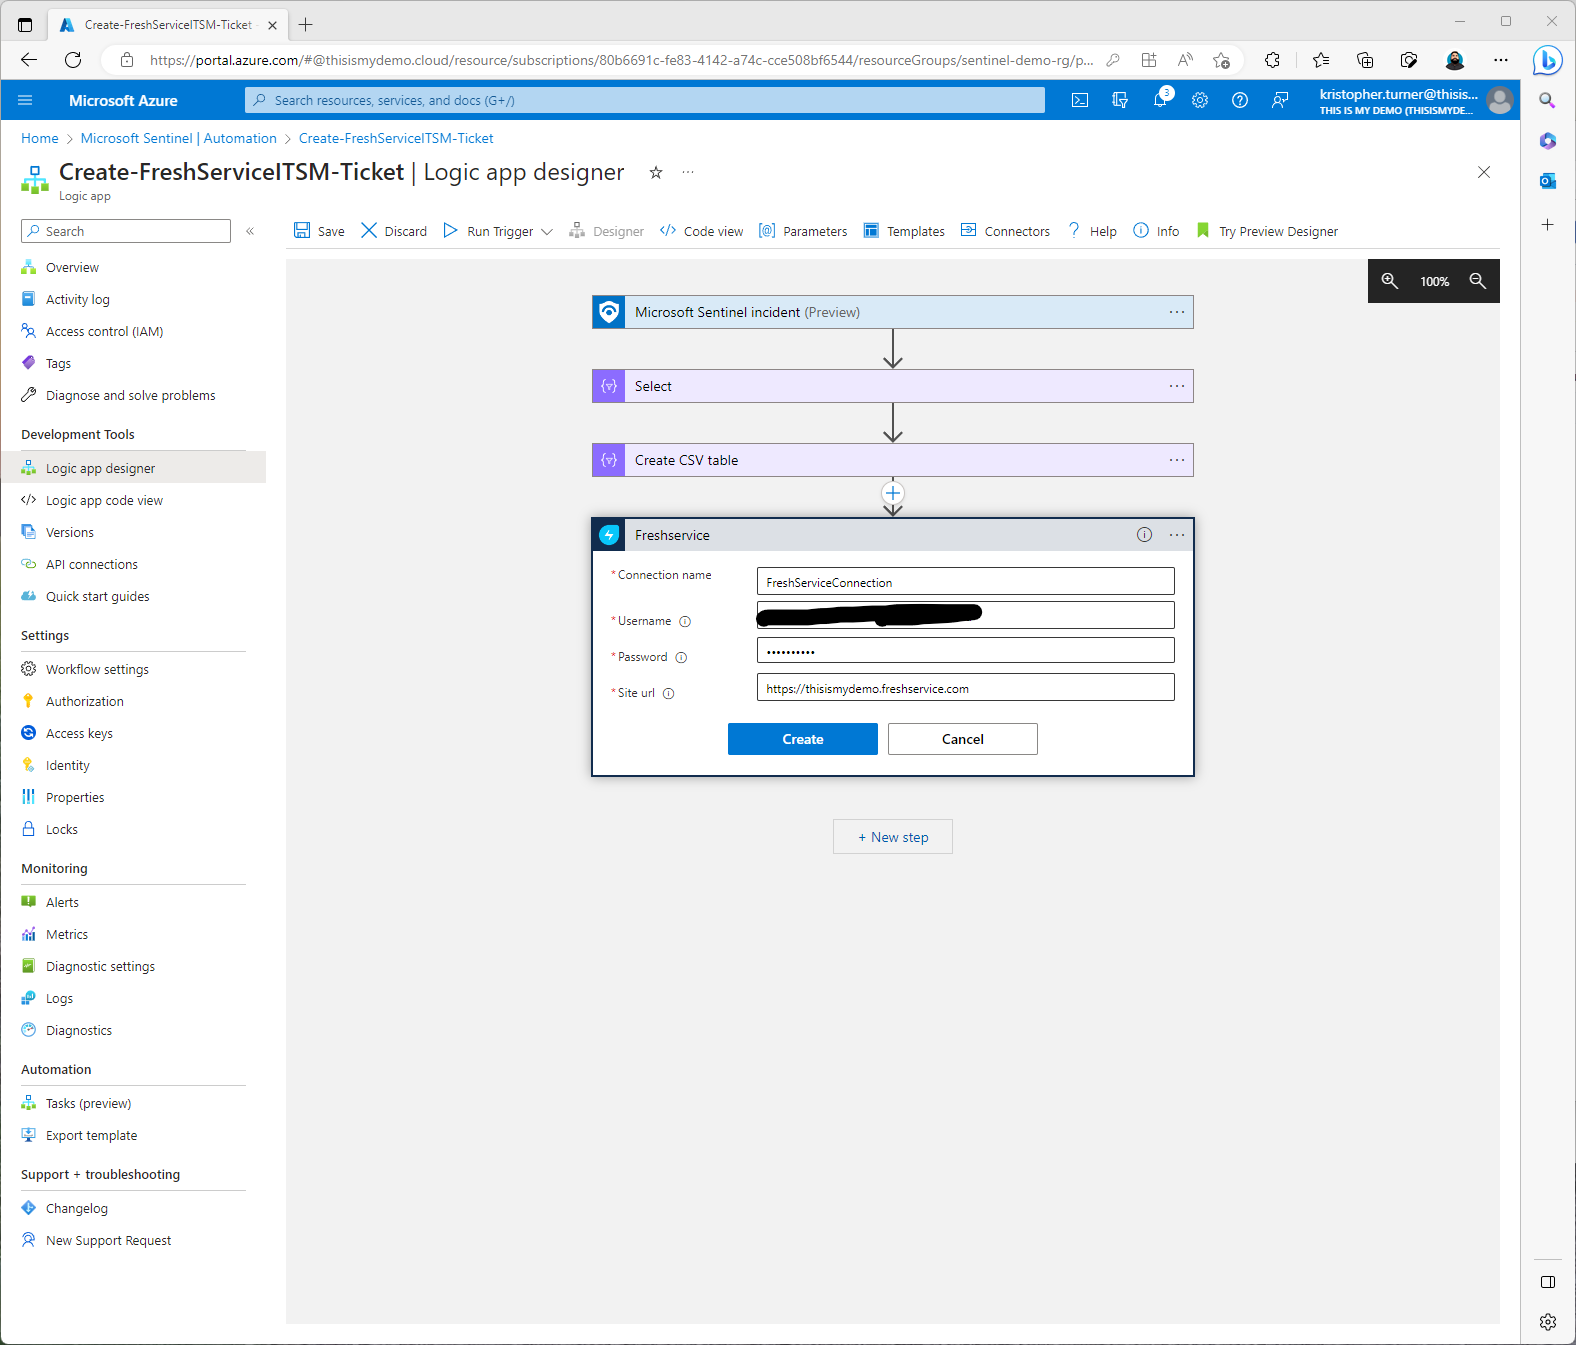 Create-FreshServiceITSM-Ticket
https://portal.azure.com/#@thisismydemo.cloud/resource/subscriptions/80b6691c-fe83-4142-a74c-cce508bf6544/resourceGroups/sentinel-demo-rg/p...
Microsoft Azure
Search resources, services, and docs (G+/)
3
kristopher.turner@thisis...
THIS IS MY DEMO (THISISMYDE...
Home > Microsoft Sentinel | Automation > Create-FreshServiceITSM-Ticket
Create-FreshServiceITSM-Ticket | Logic app designer
Logic app
Search
Save
Discard
Run Trigger
Designer
Code view
Parameters
Templates
Connectors
Help
Info
Try Preview Designer
Overview
Activity log
Access control (IAM)
Tags
Diagnose and solve problems
Development Tools
Logic app designer
Logic app code view
Versions
API connections
Quick start guides
Settings
Workflow settings
Authorization
Access keys
Identity
Properties
Locks
Monitoring
Alerts
Metrics
Diagnostic settings
Logs
Diagnostics
Automation
Tasks (preview)
Export template
Support + troubleshooting
Changelog
New Support Request
100%
Microsoft Sentinel incident (Preview)
Select
Create CSV table
Freshservice
* Connection name
FreshServiceConnection
* Username
* Password
••••••••••
* Site url
https://thisismydemo.freshservice.com
Create
Cancel
+ New step